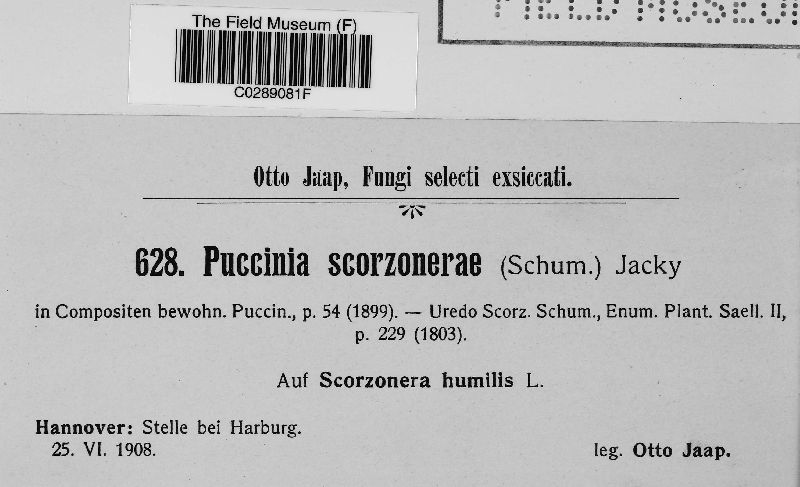 The Field Museum (F)
C0289081F
FIELD MUSEUM
Otto Jaap, Fungi selecti exsiccati.
628. Puccinia scorzonerae (Schum.) Jacky
in Compositen bewohn. Puccin., p. 54 (1899). — Uredo Scorz. Schum., Enum. Plant. Saell. II,
p. 229 (1803).
Auf Scorzonera humilis L.
Hannover: Stelle bei Harburg.
25. VI. 1908.
leg. Otto Jaap.